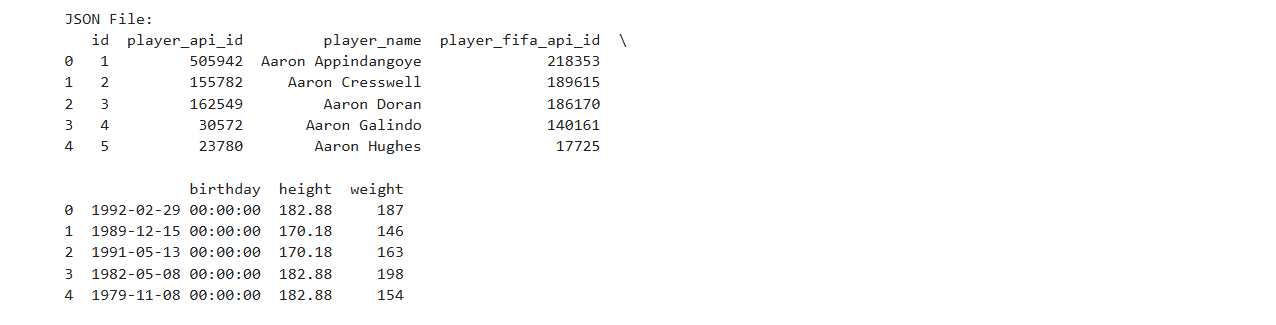 JSON File:
   id  player_api_id         player_name  player_fifa_api_id  \
0   1         505942  Aaron Appindangoye              218353
1   2         155782     Aaron Cresswell              189615
2   3         162549         Aaron Doran              186170
3   4          30572       Aaron Galindo              140161
4   5          23780        Aaron Hughes               17725

              birthday  height  weight
0  1992-02-29 00:00:00  182.88     187
1  1989-12-15 00:00:00  170.18     146
2  1991-05-13 00:00:00  170.18     163
3  1982-05-08 00:00:00  182.88     198
4  1979-11-08 00:00:00  182.88     154